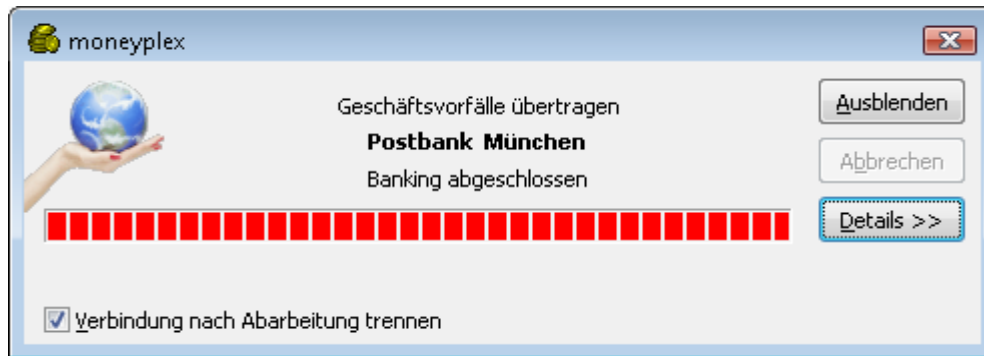 moneyplex
Geschäftsvorfälle übertragen
Postbank München
Banking abgeschlossen
Ausblenden
Abbrechen
Details >>
Verbindung nach Abarbeitung trennen